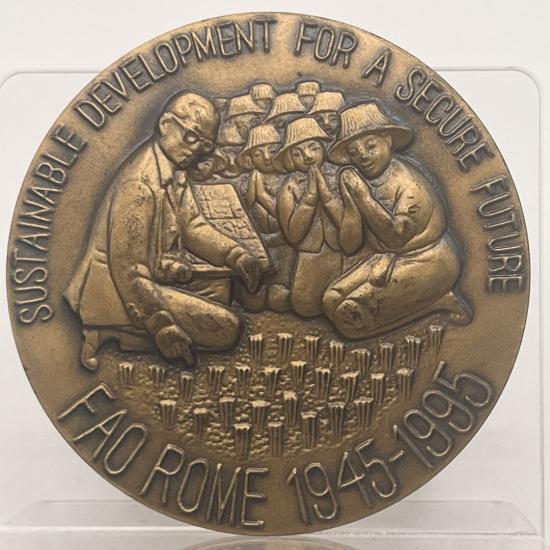 SUSTAINABLE DEVELOPMENT FOR A SECURE FUTURE
FAO ROME 1945-1995